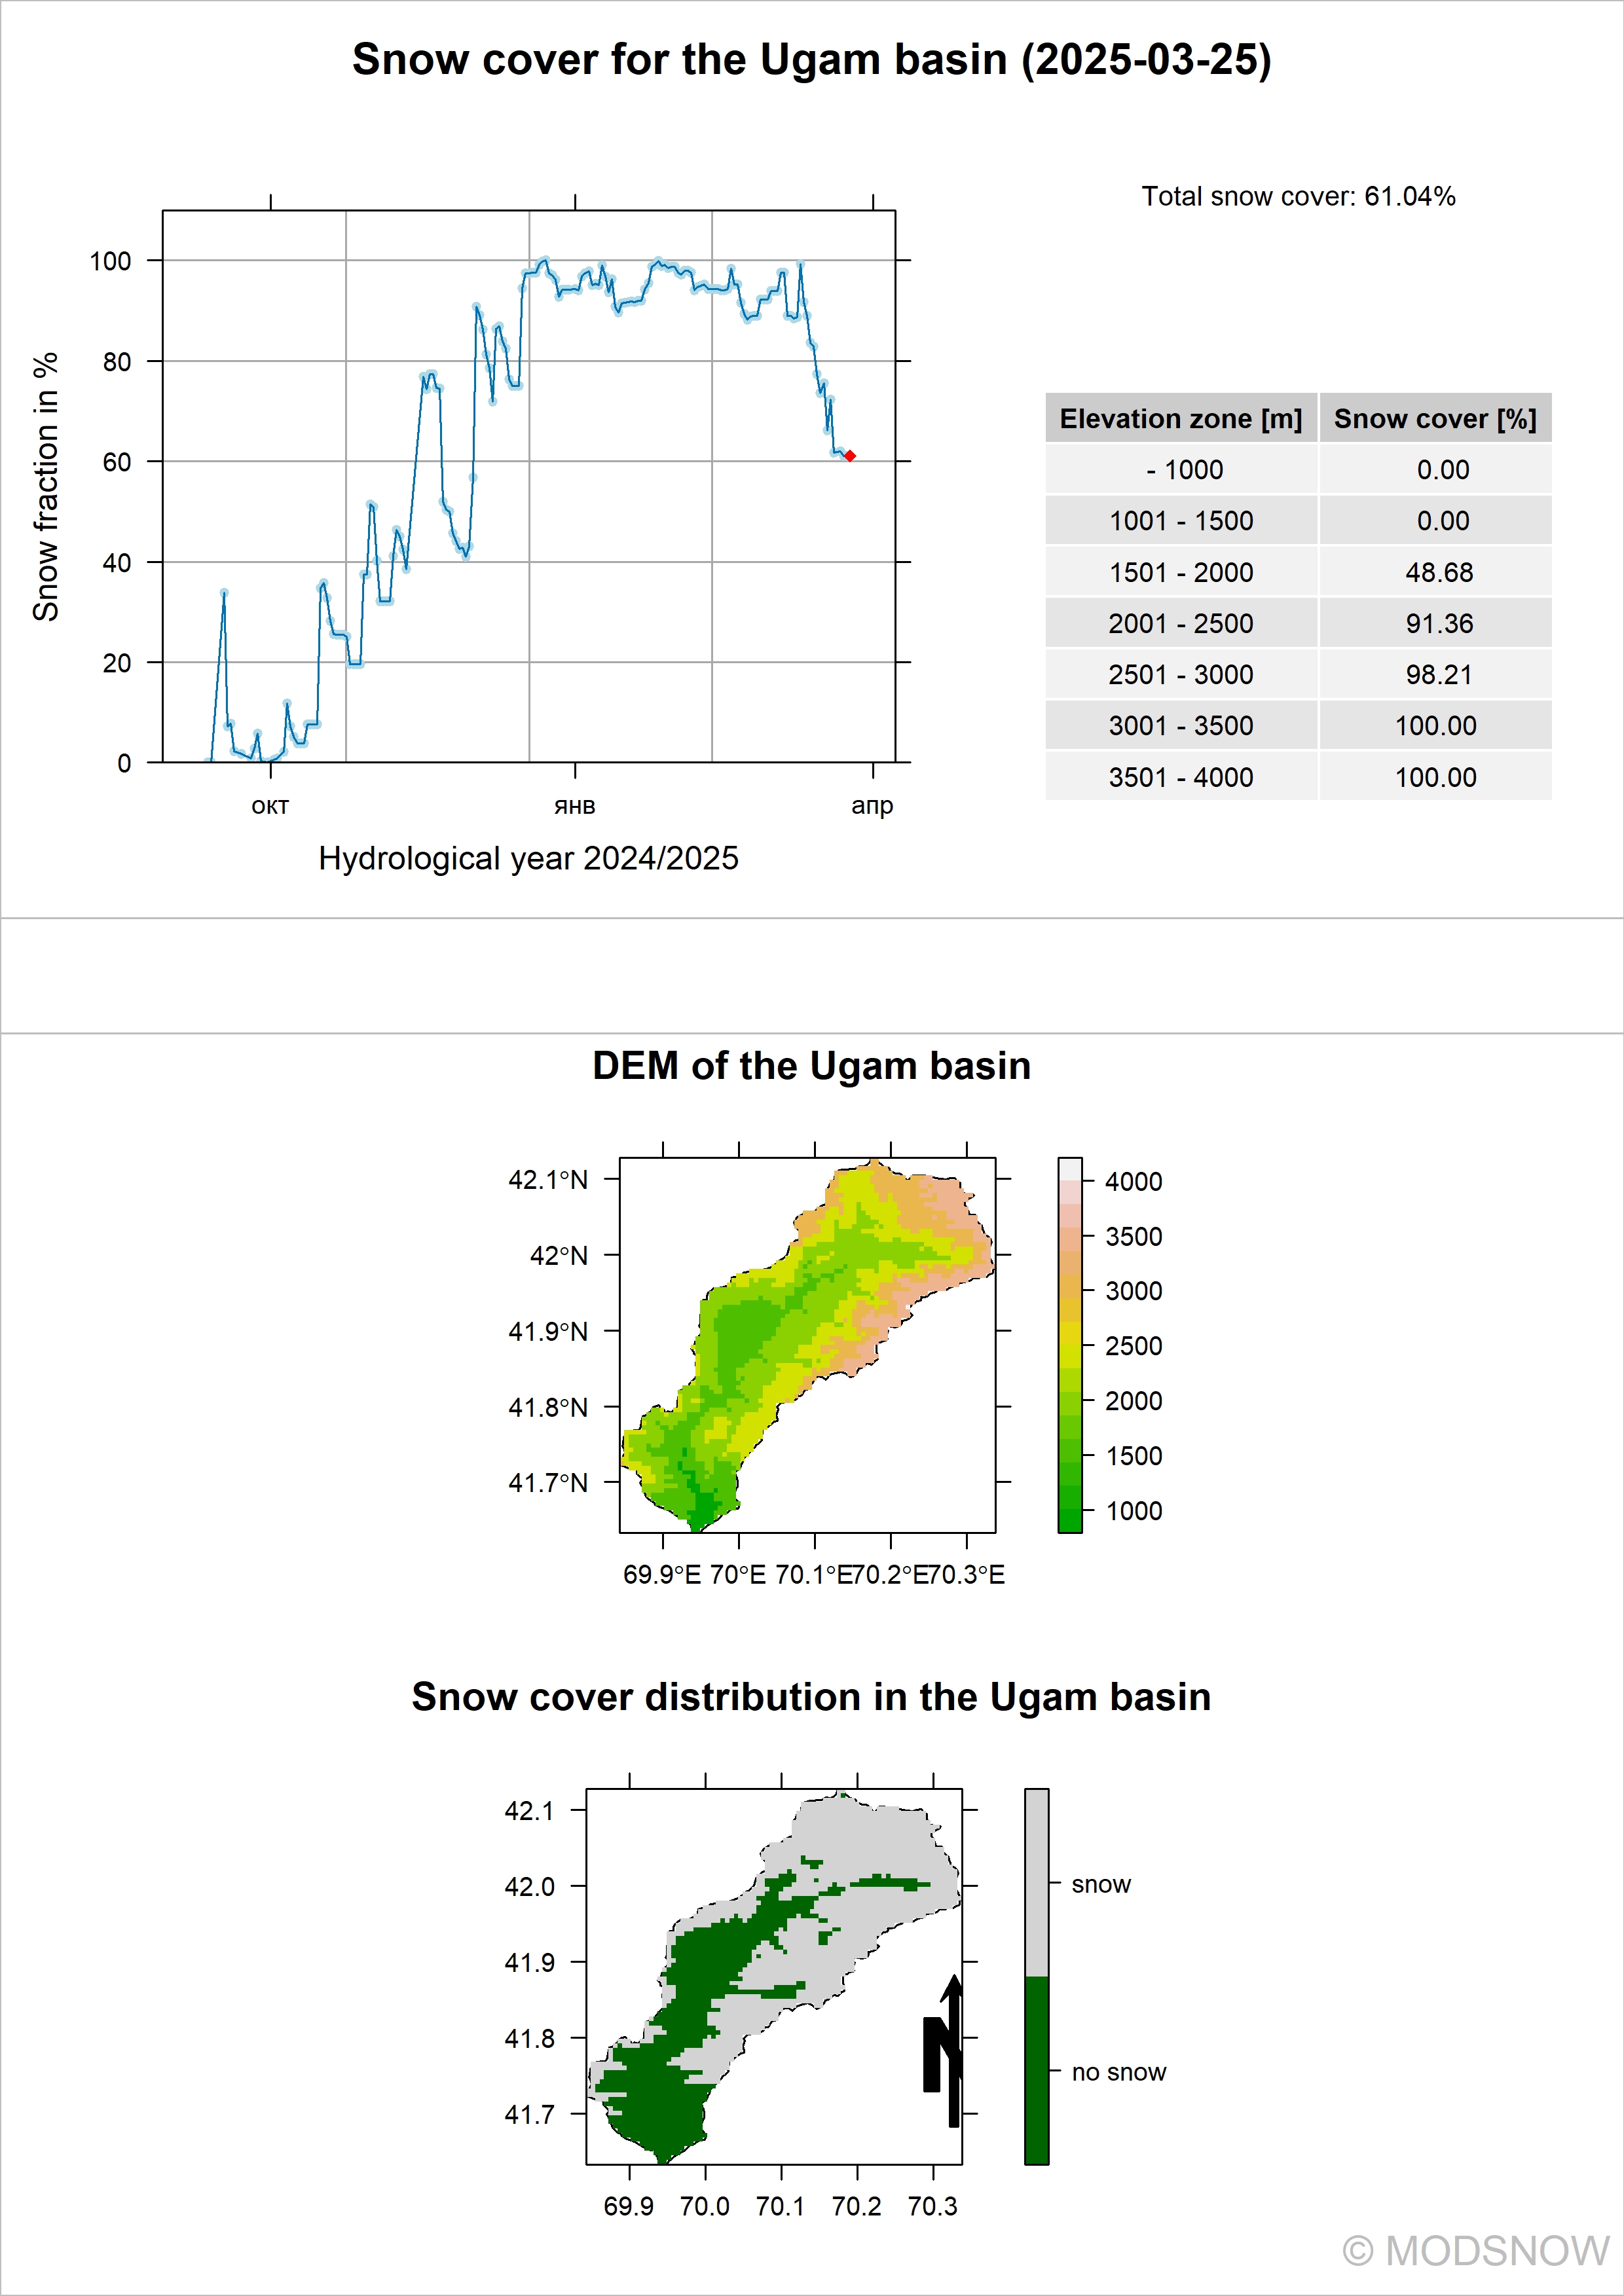 Snow cover for the Ugam basin (2025-03-25)
Total snow cover: 61.04%
Snow fraction in %
100
80
60
40
20
0
окт янв апр
Hydrological year 2024/2025
Elevation zone [m] Snow cover [%]
- 1000 0.00
1001 - 1500 0.00
1501 - 2000 48.68
2001 - 2500 91.36
2501 - 3000 98.21
3001 - 3500 100.00
3501 - 4000 100.00
DEM of the Ugam basin
42.1°N
42°N
41.9°N
41.8°N
41.7°N
69.9°E 70°E 70.1°E 70.2°E 70.3°E
4000
3500
3000
2500
2000
1500
1000
Snow cover distribution in the Ugam basin
42.1
42.0
41.9
41.8
41.7
69.9 70.0 70.1 70.2 70.3
N
snow
no snow
© MODSNOW